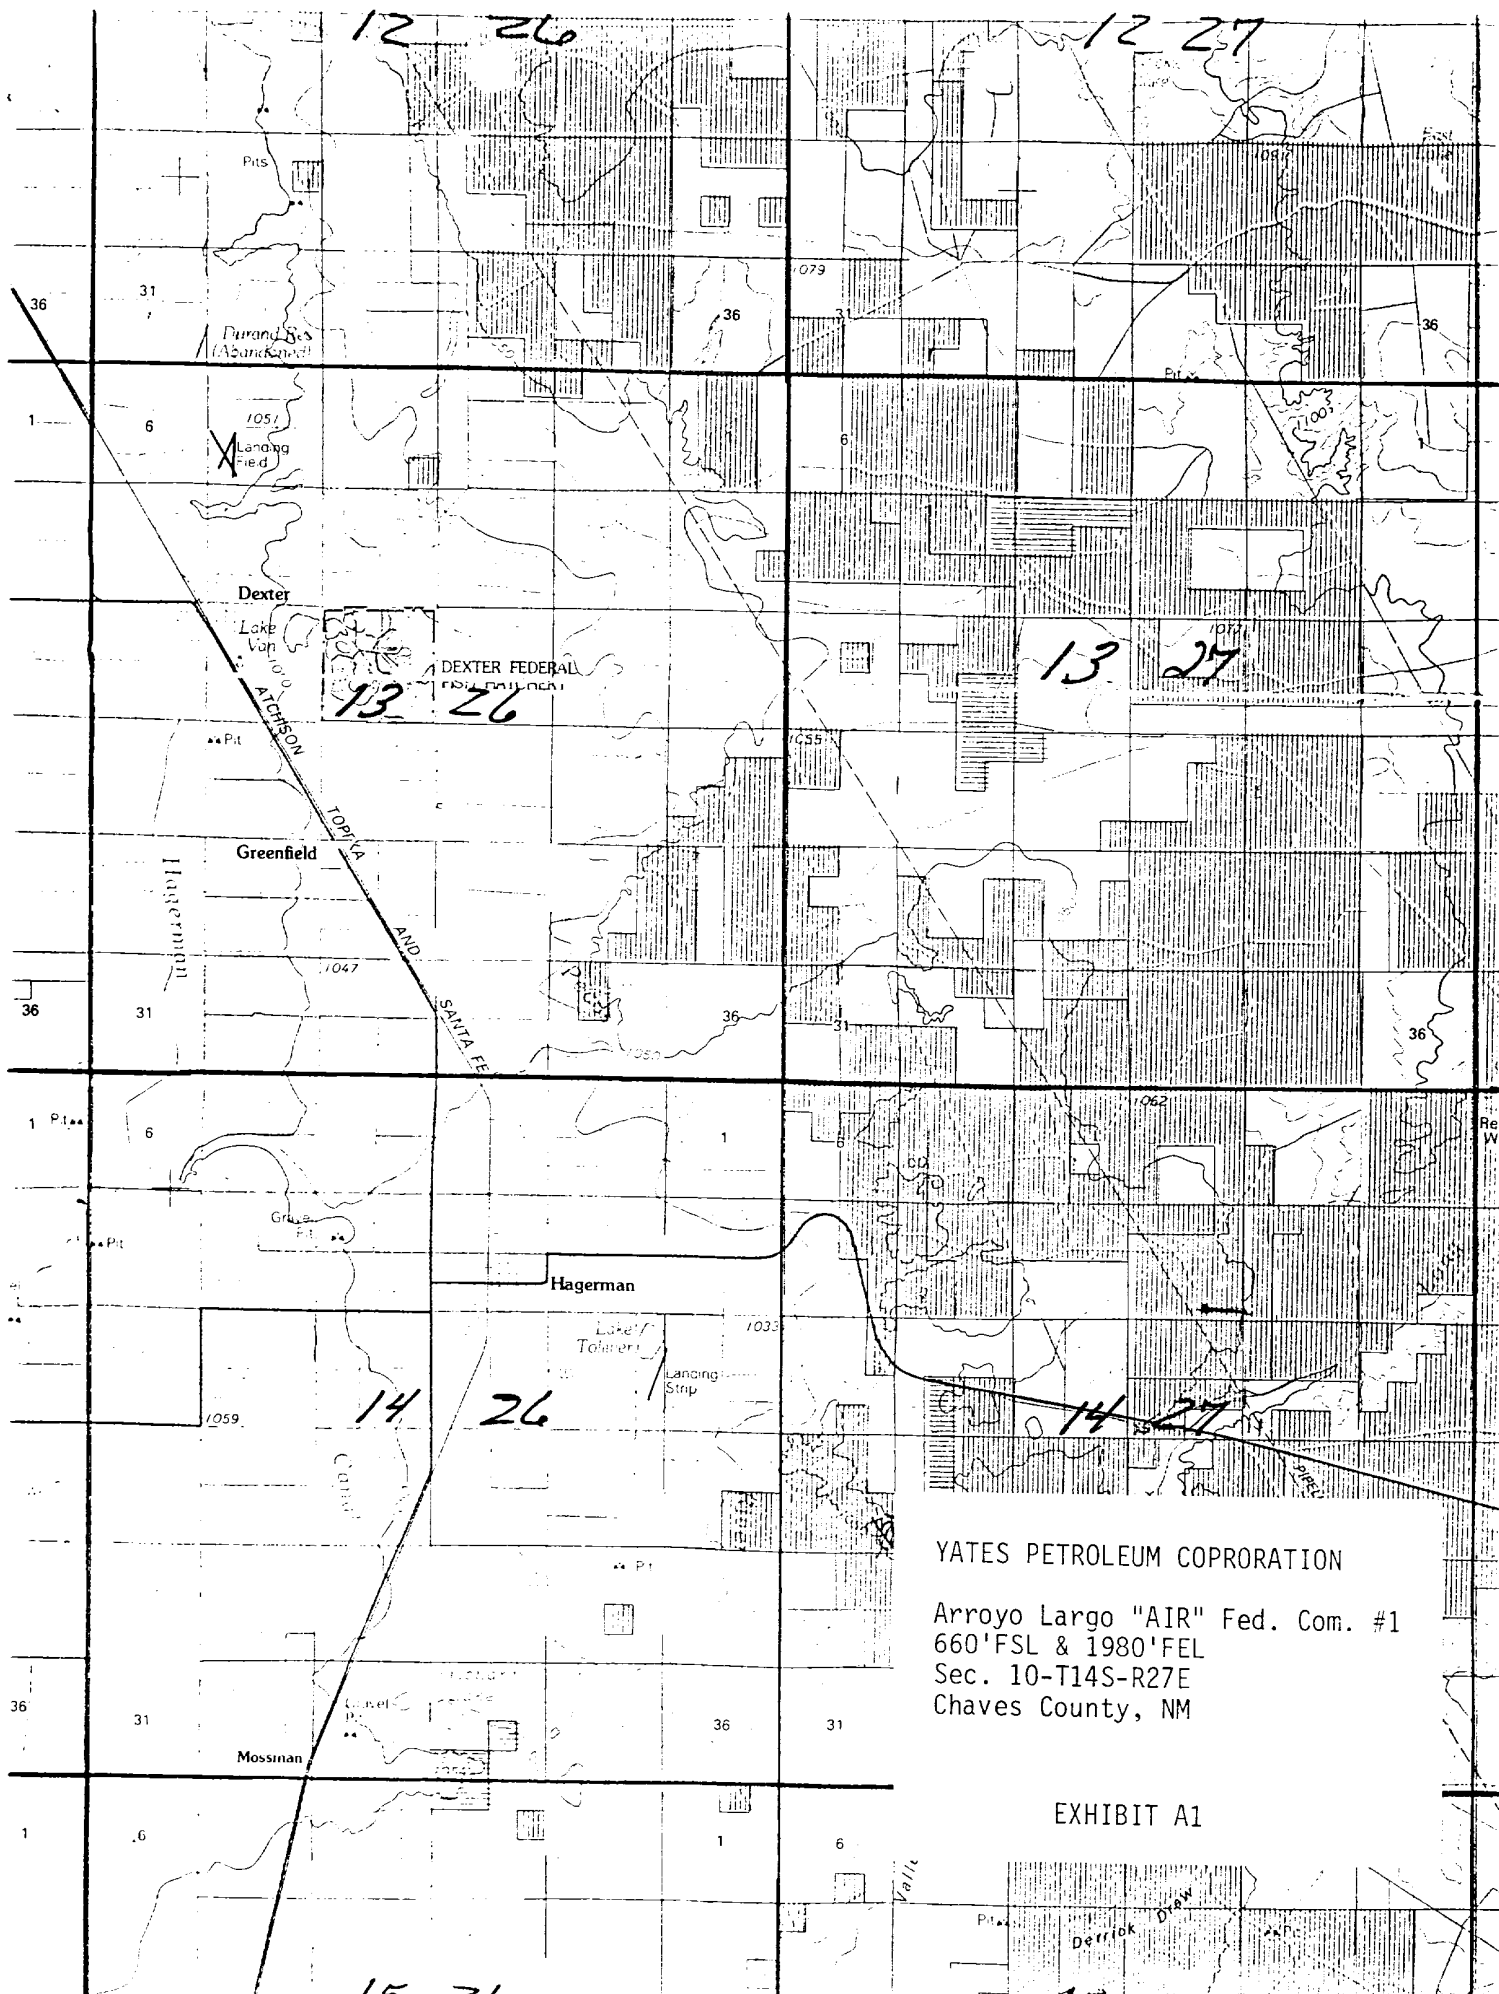 12 26
12 27
East
Pits
1079
36
31
36
31
36
Durand Res
(Abandoned)
Pit
1
6
1051
6
Landing
Field
Dexter
Lake
Van
DEXTER FEDERAL
1071
13 27
13 26
ATCHISON
Pit
1055
TOPEKA
Greenfield
Hagerman
AND
1047
36
31
SANTA FE
36
31
36
1062
1
Pit
6
1
6
Re
W
Pit
Hagerman
Lake
1033
Landing
Strip
14 26
14 27
1059
Canal
PIPEL
YATES PETROLEUM COPRORATION
Arroyo Largo "AIR" Fed. Com. #1
660'FSL & 1980'FEL
Sec. 10-T14S-R27E
Chaves County, NM
36
31
Gravel
36
31
Mossman
EXHIBIT A1
1
6
1
6
Pit
Derrick Draw